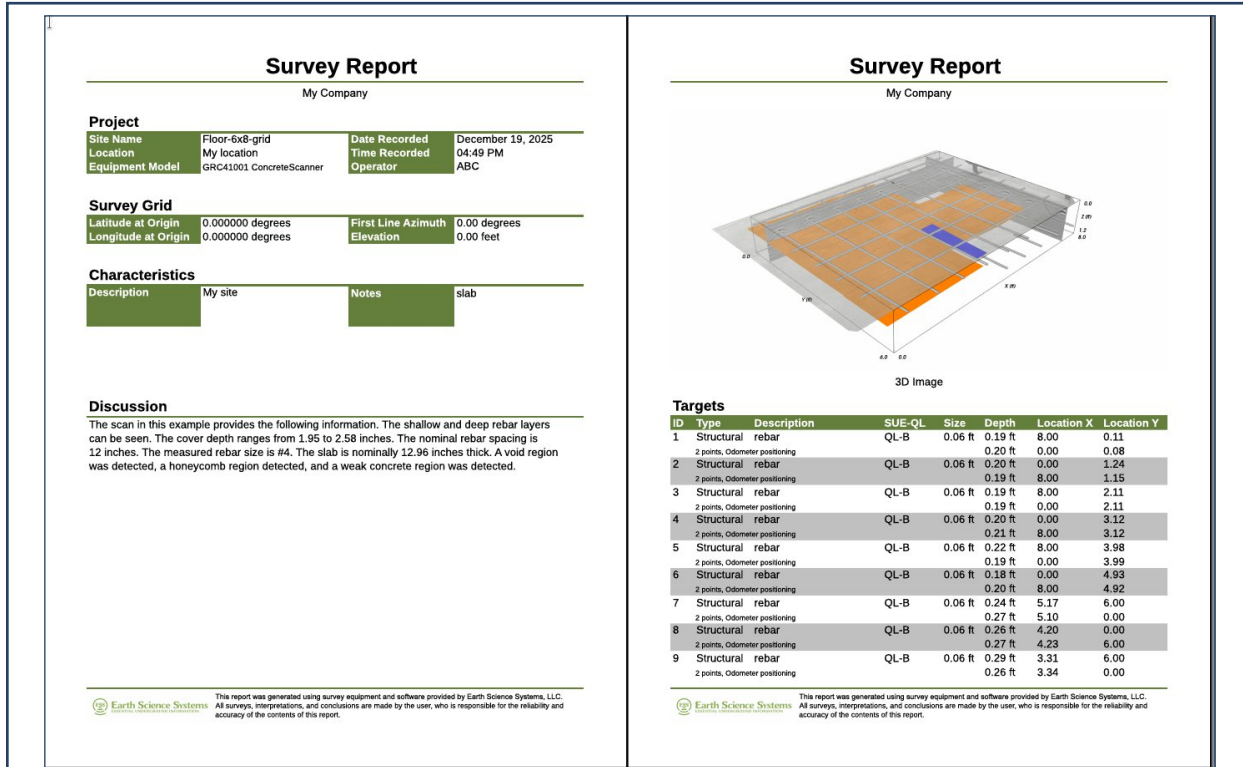 Survey Report
My Company
Project
Site Name Floor-6x8-grid Date Recorded December 19, 2025
Location My location Time Recorded 04:49 PM
Equipment Model GRC41001 ConcreteScanner Operator ABC
Survey Grid
Latitude at Origin 0.000000 degrees First Line Azimuth 0.00 degrees
Longitude at Origin 0.000000 degrees Elevation 0.00 feet
Characteristics
Description My site Notes slab
Discussion
The scan in this example provides the following information. The shallow and deep rebar layers
can be seen. The cover depth ranges from 1.95 to 2.58 inches. The nominal rebar spacing is
12 inches. The measured rebar size is #4. The slab is nominally 12.96 inches thick. A void region
was detected, a honeycomb region detected, and a weak concrete region was detected.
Earth Science Systems
This report was generated using survey equipment and software provided by Earth Science Systems, LLC.
All surveys, interpretations, and conclusions are made by the user, who is responsible for the reliability and
accuracy of the contents of this report.
Survey Report
My Company
0.0
Z (ft)
1.2
8.0
0.0
X (ft)
Y (ft)
6.0 0.0
3D Image
Targets
ID Type Description SUE-QL Size Depth Location X Location Y
1 Structural rebar QL-B 0.06 ft 0.19 ft 8.00 0.11
2 points, Odometer positioning 0.20 ft 0.00 0.08
2 Structural rebar QL-B 0.06 ft 0.20 ft 0.00 1.24
2 points, Odometer positioning 0.19 ft 8.00 1.15
3 Structural rebar QL-B 0.06 ft 0.19 ft 8.00 2.11
2 points, Odometer positioning 0.19 ft 0.00 2.11
4 Structural rebar QL-B 0.06 ft 0.20 ft 0.00 3.12
2 points, Odometer positioning 0.21 ft 8.00 3.12
5 Structural rebar QL-B 0.06 ft 0.22 ft 8.00 3.98
2 points, Odometer positioning 0.19 ft 0.00 3.99
6 Structural rebar QL-B 0.06 ft 0.18 ft 0.00 4.93
2 points, Odometer positioning 0.20 ft 8.00 4.92
7 Structural rebar QL-B 0.06 ft 0.24 ft 5.17 6.00
2 points, Odometer positioning 0.27 ft 5.10 0.00
8 Structural rebar QL-B 0.06 ft 0.26 ft 4.20 0.00
2 points, Odometer positioning 0.27 ft 4.23 6.00
9 Structural rebar QL-B 0.06 ft 0.29 ft 3.31 6.00
2 points, Odometer positioning 0.26 ft 3.34 0.00
Earth Science Systems
This report was generated using survey equipment and software provided by Earth Science Systems, LLC.
All surveys, interpretations, and conclusions are made by the user, who is responsible for the reliability and
accuracy of the contents of this report.